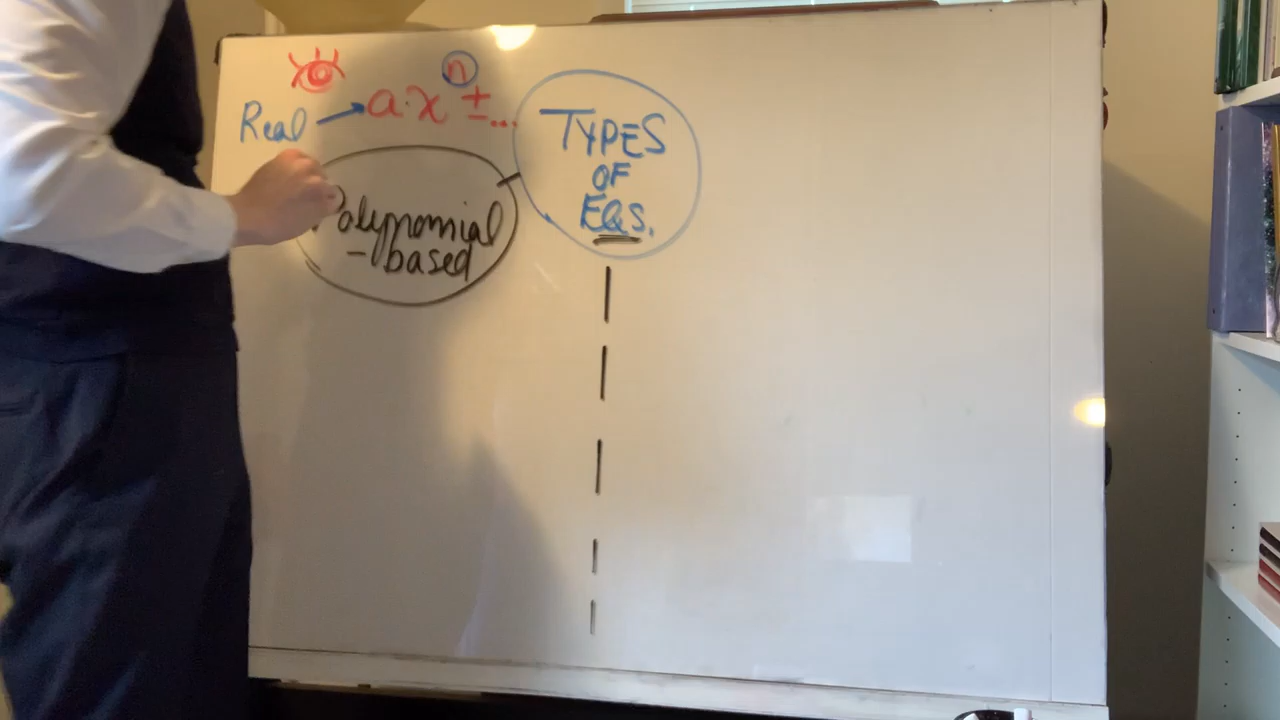 n
Real → a·x ± ...
TYPES
OF
EQS.
Polynomial
-based